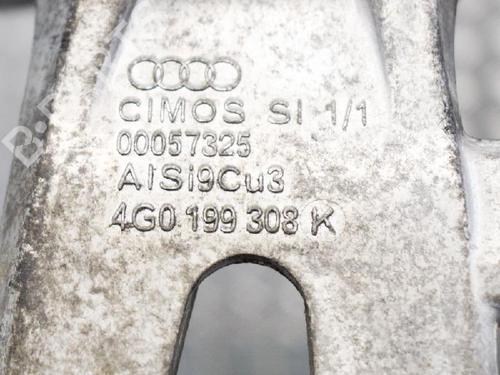 CIMOS SI 1/1
00057325
AlSi9Cu3
4G0 199 308 K